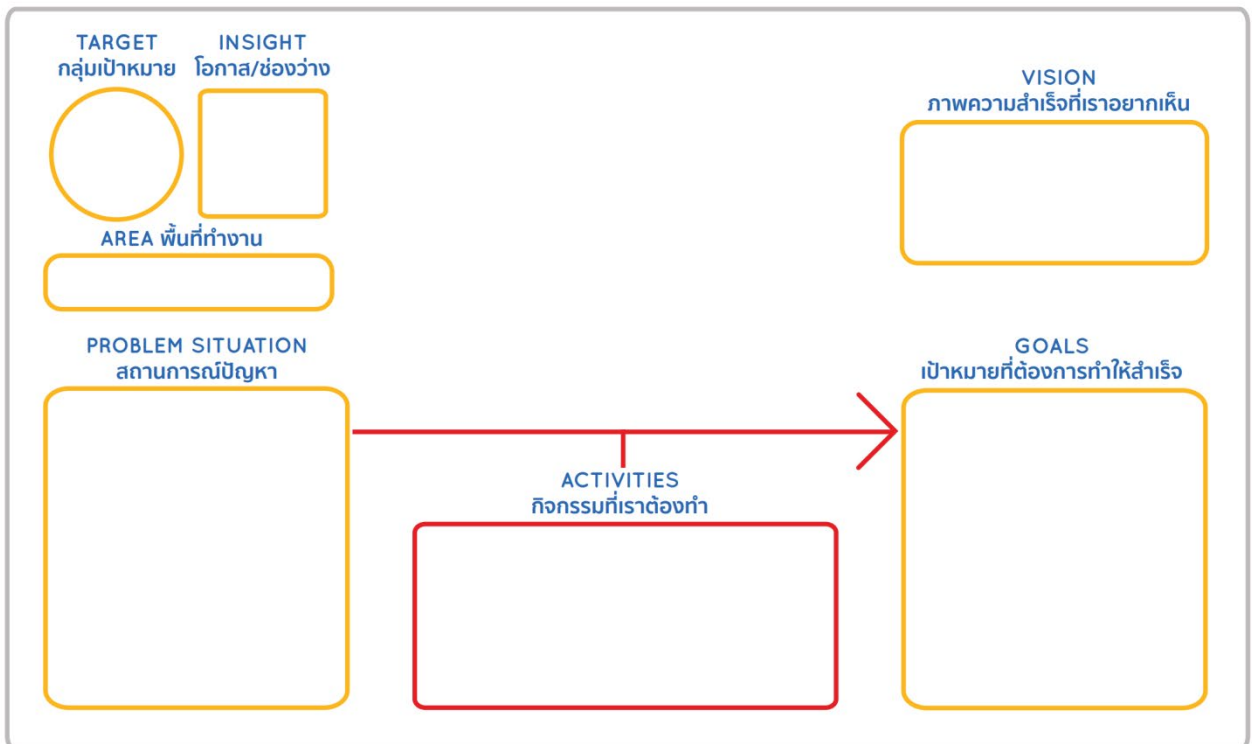 TARGET
กลุ่มเป้าหมาย
INSIGHT
โอกาส/ช่องว่าง
AREA พื้นที่ทำงาน
VISION
ภาพความสำเร็จที่เราอยากเห็น
PROBLEM SITUATION
สถานการณ์ปัญหา
ACTIVITIES
กิจกรรมที่เราต้องทำ
GOALS
เป้าหมายที่ต้องการทำให้สำเร็จ